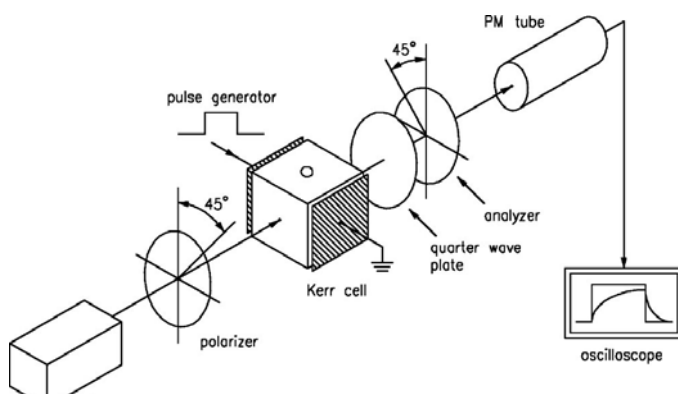 PM tube
45°
pulse generator
45°
analyzer
quarter wave
plate
Kerr cell
polarizer
oscilloscope